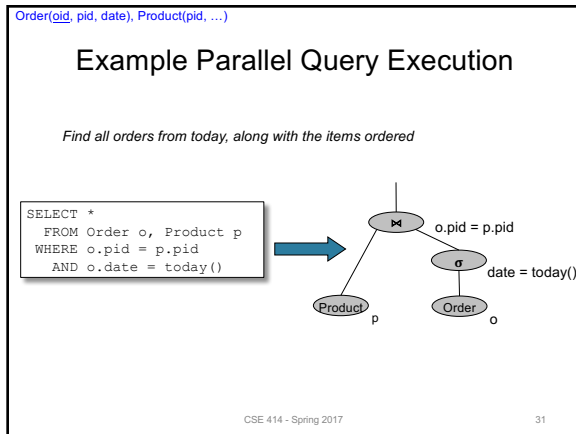 Order(oid, pid, date), Product(pid, …)
Example Parallel Query Execution
Find all orders from today, along with the items ordered
SELECT *
FROM Order o, Product p
WHERE o.pid = p.pid
AND o.date = today()
⋈
o.pid = p.pid
σ
date = today()
Product
p
Order
o
CSE 414 - Spring 2017
31